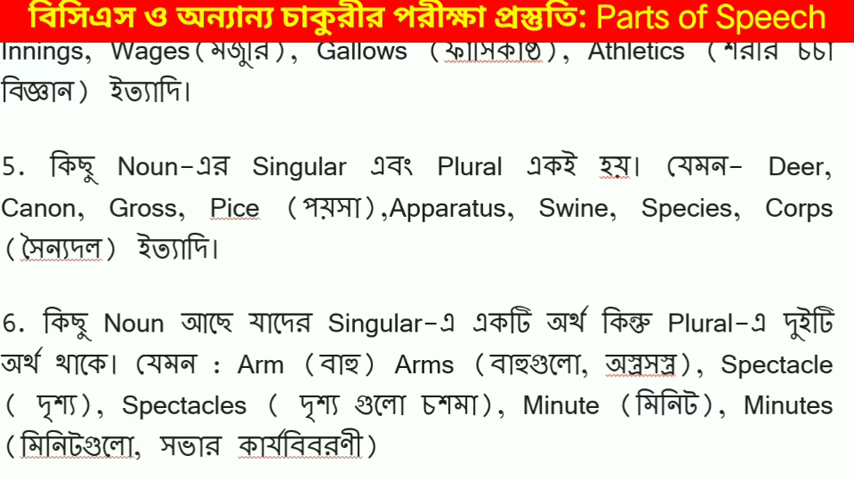 বিসিএস ও অন্যান্য চাকুরীর পরীক্ষা প্রস্তুতি: Parts of Speech
Innings, Wages(মজুরি), Gallows (ফাঁসিকাষ্ঠ), Athletics (শরীর চর্চা
বিজ্ঞান) ইত্যাদি।
5. কিছু Noun-এর Singular এবং Plural একই হয়। যেমন- Deer,
Canon, Gross, Pice (পয়সা),Apparatus, Swine, Species, Corps
(সৈন্যদল) ইত্যাদি।
6. কিছু Noun আছে যাদের Singular-এ একটি অর্থ কিন্তু Plural-এ দুইটি
অর্থ থাকে। যেমন : Arm (বাহু) Arms (বাহুগুলো, অস্ত্রসস্ত্র), Spectacle
( দৃশ্য), Spectacles ( দৃশ্য গুলো চশমা), Minute (মিনিট), Minutes
(মিনিটগুলো, সভার কার্যবিবরণী)